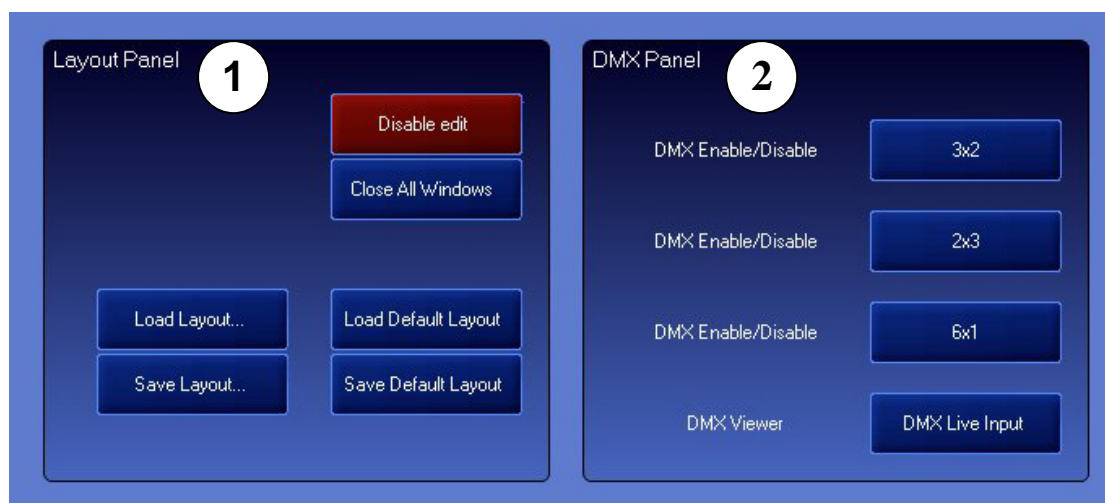 Layout Panel
1
Disable edit
Close All Windows
Load Layout...
Load Default Layout
Save Layout...
Save Default Layout
DMX Panel
2
DMX Enable/Disable
3x2
DMX Enable/Disable
2x3
DMX Enable/Disable
6x1
DMX Viewer
DMX Live Input